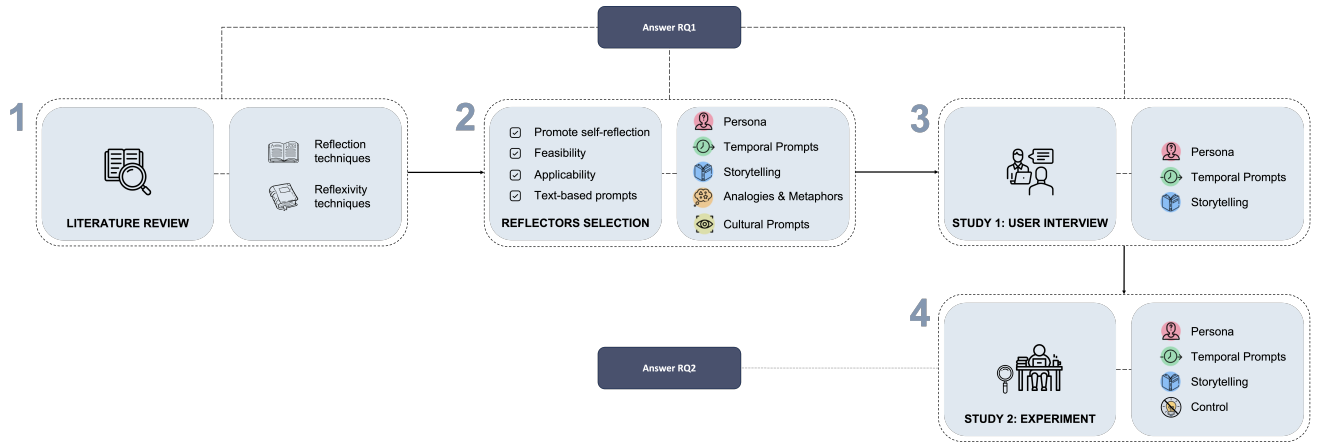 Answer RQ1
1
LITERATURE REVIEW
Reflection
techniques
Reflexivity
techniques
2
Promote self-reflection
Feasibility
Applicability
Text-based prompts
REFLECTORS SELECTION
Persona
Temporal Prompts
Storytelling
Analogies & Metaphors
Cultural Prompts
3
STUDY 1: USER INTERVIEW
Persona
Temporal Prompts
Storytelling
4
STUDY 2: EXPERIMENT
Persona
Temporal Prompts
Storytelling
Control
Answer RQ2